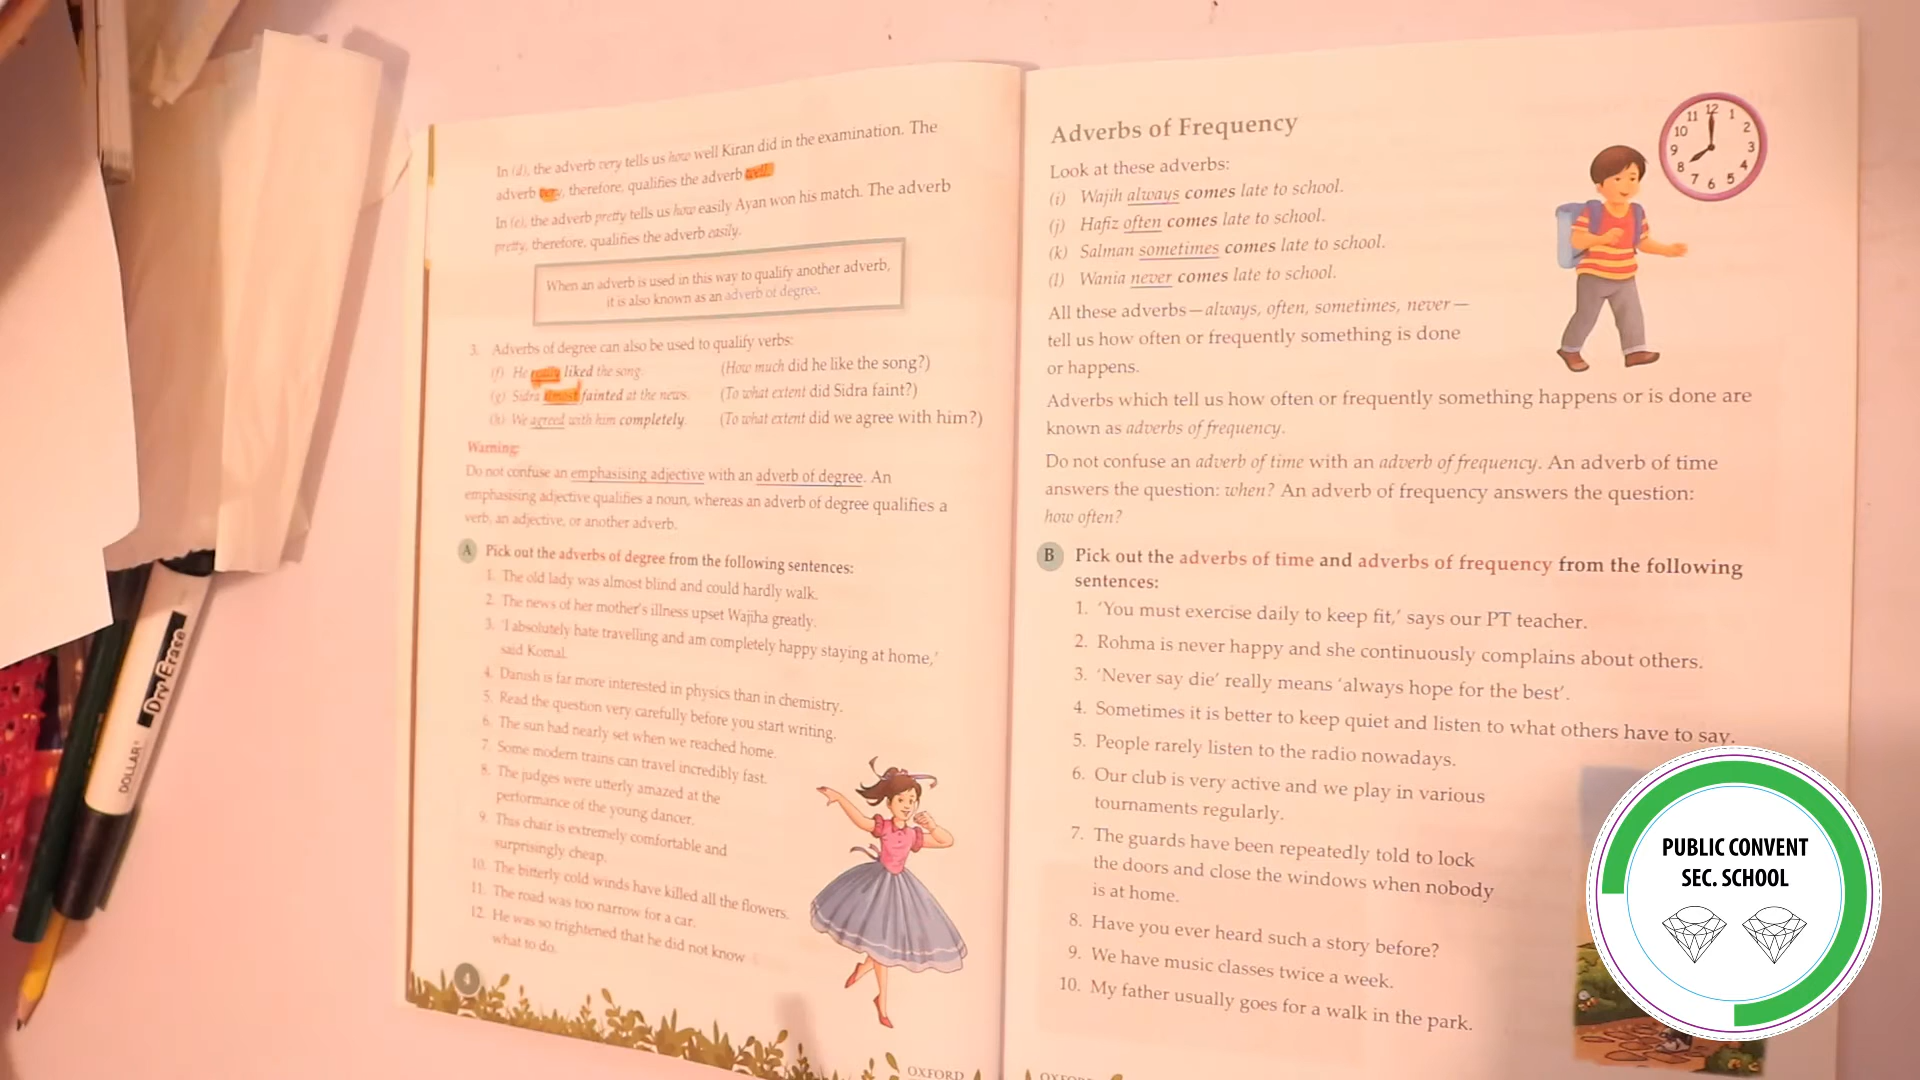 In (d), the adverb very tells us how well Kiran did in the examination. The
adverb very, therefore, qualifies the adverb well.
In (e), the adverb pretty tells us how easily Ayan won his match. The adverb
pretty, therefore, qualifies the adverb easily.
When an adverb is used in this way to qualify another adverb,
it is also known as an adverb of degree.
3. Adverbs of degree can also be used to qualify verbs:
(f) He really liked the song. (How much did he like the song?)
(g) Sidra almost fainted at the news. (To what extent did Sidra faint?)
(h) We agreed with him completely. (To what extent did we agree with him?)
Warning:
Do not confuse an emphasising adjective with an adverb of degree. An
emphasising adjective qualifies a noun, whereas an adverb of degree qualifies a
verb, an adjective, or another adverb.
A Pick out the adverbs of degree from the following sentences:
1. The old lady was almost blind and could hardly walk.
2. The news of her mother's illness upset Wajiha greatly.
3. 'I absolutely hate travelling and am completely happy staying at home,'
said Komal.
4. Danish is far more interested in physics than in chemistry.
5. Read the question very carefully before you start writing.
6. The sun had nearly set when we reached home.
7. Some modern trains can travel incredibly fast.
8. The judges were utterly amazed at the
performance of the young dancer.
9. This chair is extremely comfortable and
surprisingly cheap.
10. The bitterly cold winds have killed all the flowers.
11. The road was too narrow for a car.
12. He was so frightened that he did not know
what to do.
4
OXFORD
Adverbs of Frequency
Look at these adverbs:
(i) Wajih always comes late to school.
(j) Hafiz often comes late to school.
(k) Salman sometimes comes late to school.
(l) Wania never comes late to school.
All these adverbs—always, often, sometimes, never—
tell us how often or frequently something is done
or happens.
Adverbs which tell us how often or frequently something happens or is done are
known as adverbs of frequency.
Do not confuse an adverb of time with an adverb of frequency. An adverb of time
answers the question: when? An adverb of frequency answers the question:
how often?
B Pick out the adverbs of time and adverbs of frequency from the following
sentences:
1. 'You must exercise daily to keep fit,' says our PT teacher.
2. Rohma is never happy and she continuously complains about others.
3. 'Never say die' really means 'always hope for the best'.
4. Sometimes it is better to keep quiet and listen to what others have to say.
5. People rarely listen to the radio nowadays.
6. Our club is very active and we play in various
tournaments regularly.
7. The guards have been repeatedly told to lock
the doors and close the windows when nobody
is at home.
8. Have you ever heard such a story before?
9. We have music classes twice a week.
10. My father usually goes for a walk in the park.
OXFORD
12 1 2 3 4 5 6 7 8 9 10 11
DOLLAR Dry Erase
PUBLIC CONVENT
SEC. SCHOOL